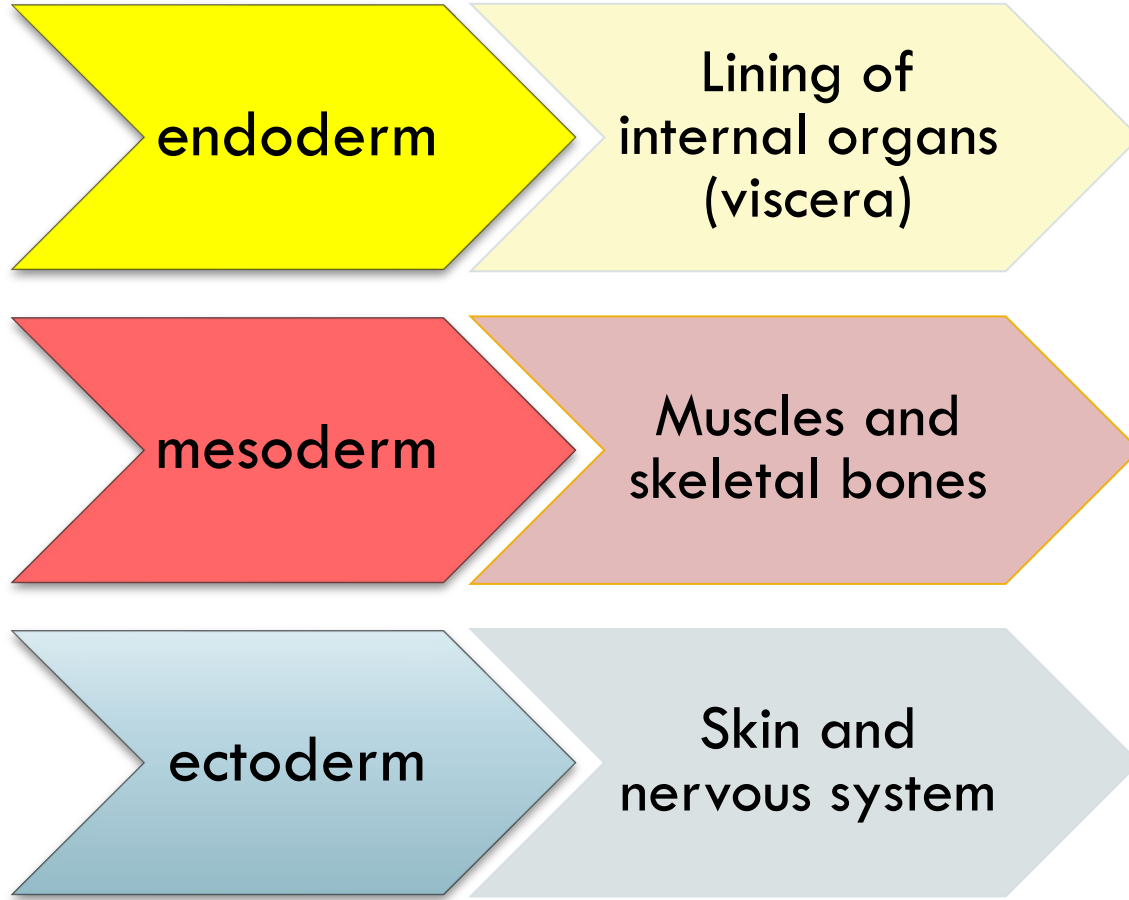 endoderm
Lining of
internal organs
(viscera)
mesoderm
Muscles and
skeletal bones
ectoderm
Skin and
nervous system